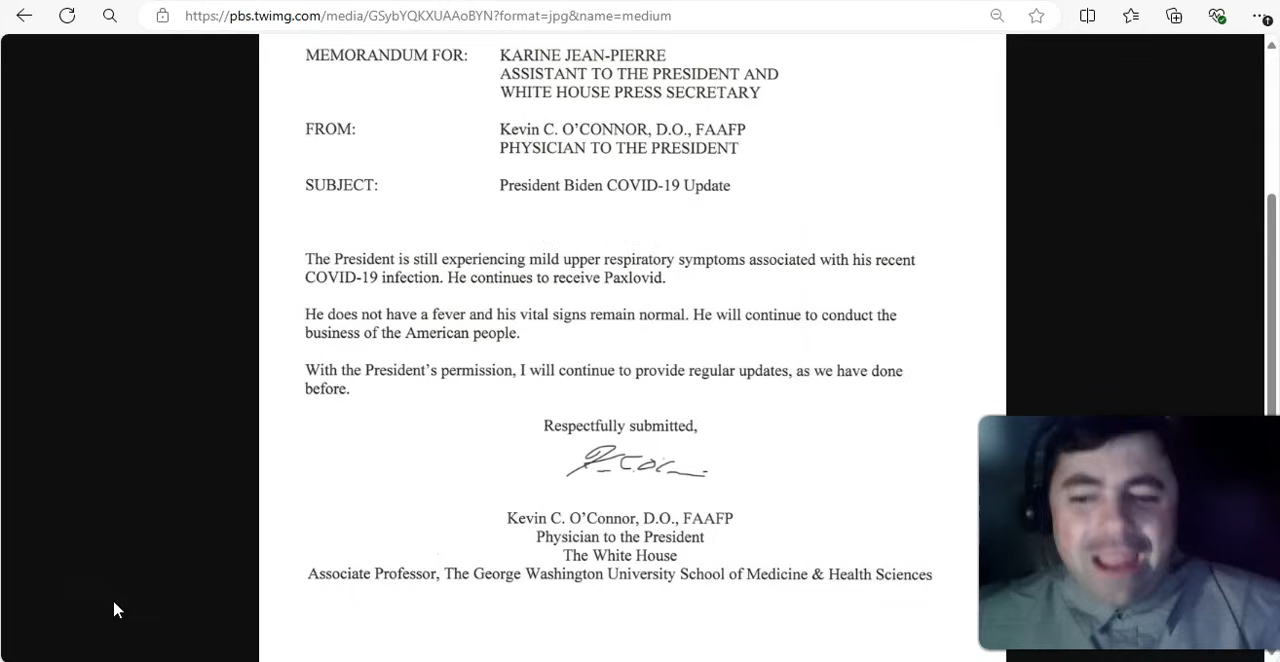 https://pbs.twimg.com/media/GSybYQKXUAAoBYN?format=jpg&name=medium
MEMORANDUM FOR: KARINE JEAN-PIERRE
ASSISTANT TO THE PRESIDENT AND
WHITE HOUSE PRESS SECRETARY
FROM: Kevin C. O'CONNOR, D.O., FAAFP
PHYSICIAN TO THE PRESIDENT
SUBJECT: President Biden COVID-19 Update
The President is still experiencing mild upper respiratory symptoms associated with his recent
COVID-19 infection. He continues to receive Paxlovid.
He does not have a fever and his vital signs remain normal. He will continue to conduct the
business of the American people.
With the President's permission, I will continue to provide regular updates, as we have done
before.
Respectfully submitted,
Kevin C. O'Connor, D.O., FAAFP
Physician to the President
The White House
Associate Professor, The George Washington University School of Medicine & Health Sciences